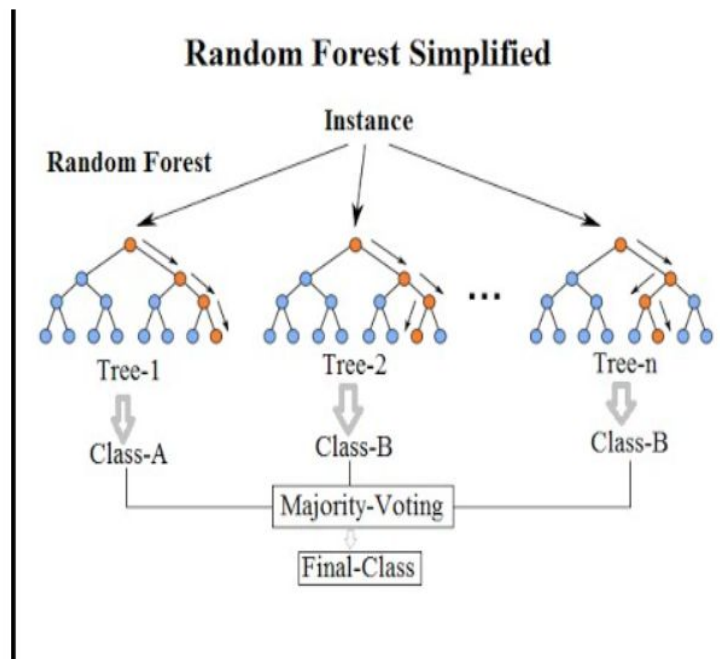 Random Forest Simplified
Instance
Random Forest
...
Tree-1
Tree-2
Tree-n
Class-A
Class-B
Class-B
Majority-Voting
Final-Class